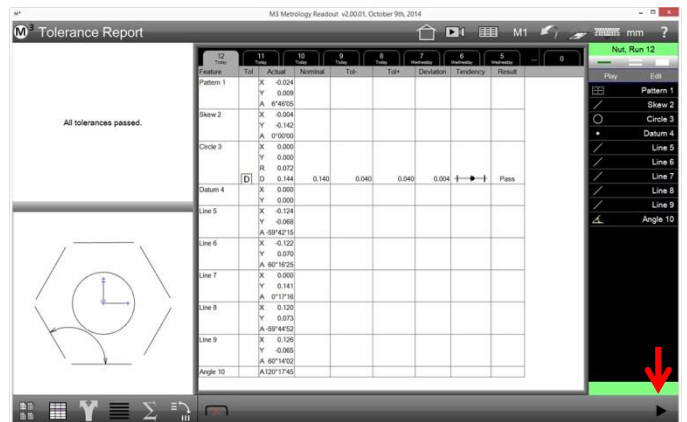 M³ Metrology Readout v2.00.01, October 9th, 2014
M³ Tolerance Report
M1
mm
?
12 Today
11 Today
10 Today
9 Today
8 Today
7 Wednesday
6 Wednesday
5 Wednesday
...
0
Nut, Run 12
Play Edit
Feature Tol Actual Nominal Tol- Tol+ Deviation Tendency Result
Pattern 1 X -0.024
Y 0.009
A 6°46'05
Skew 2 X -0.004
Y -0.142
A 0°00'00
Circle 3 X 0.000
Y 0.000
R 0.072
D D 0.144 0.140 0.040 0.040 0.004 Pass
Datum 4 X 0.000
Y 0.000
Line 5 X -0.124
Y -0.068
A -59°42'15
Line 6 X -0.122
Y 0.070
A 60°16'25
Line 7 X 0.000
Y 0.141
A 0°17'16
Line 8 X 0.120
Y 0.073
A -59°44'52
Line 9 X 0.126
Y -0.065
A 60°14'02
Angle 10 A 120°17'45
All tolerances passed.
Pattern 1
Skew 2
Circle 3
Datum 4
Line 5
Line 6
Line 7
Line 8
Line 9
Angle 10